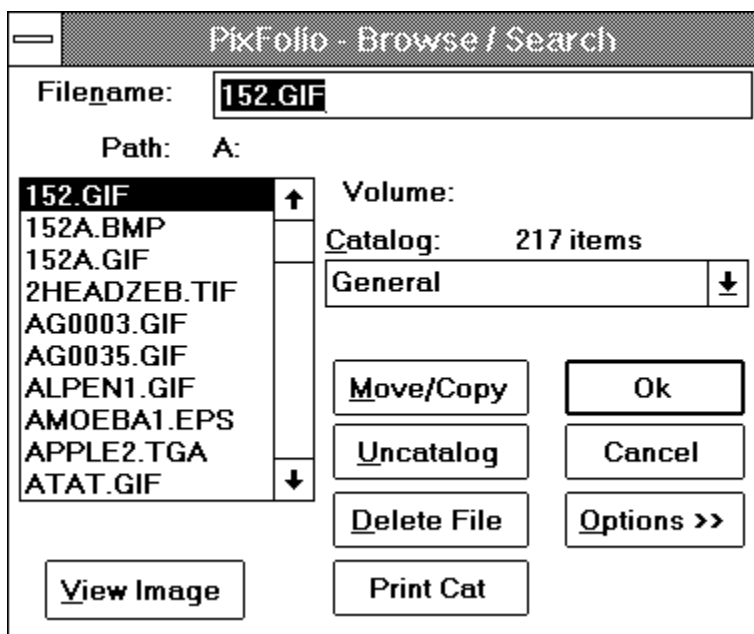 PixFolio - Browse / Search
Filename: 152.GIF
Path: A:
152.GIF
152A.BMP
152A.GIF
2HEADZEB.TIF
AG0003.GIF
AG0035.GIF
ALPEN1.GIF
AMOEBA1.EPS
APPLE2.TGA
ATAT.GIF
Volume:
Catalog: 217 items
General
Move/Copy
Ok
Uncatalog
Cancel
Delete File
Options >>
View Image
Print Cat